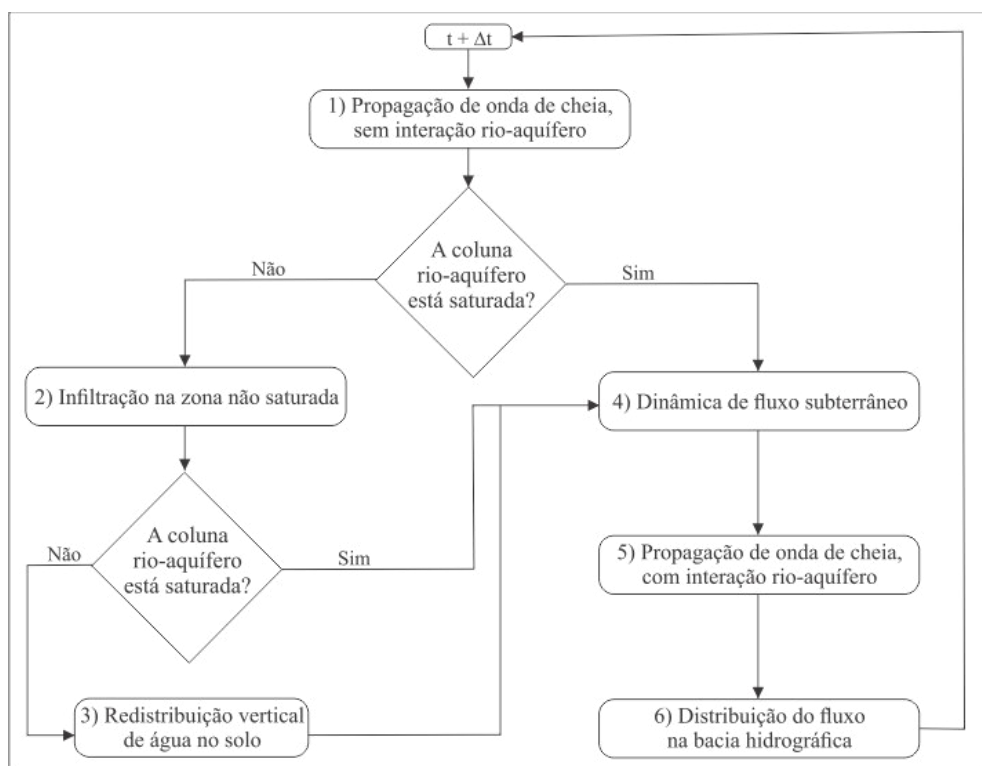 t + Δt
1) Propagação de onda de cheia,
sem interação rio-aquífero
A coluna
rio-aquífero
está saturada?
Não
Sim
2) Infiltração na zona não saturada
4) Dinâmica de fluxo subterrâneo
A coluna
rio-aquífero
está saturada?
Não
Sim
5) Propagação de onda de cheia,
com interação rio-aquífero
3) Redistribuição vertical
de água no solo
6) Distribuição do fluxo
na bacia hidrográfica